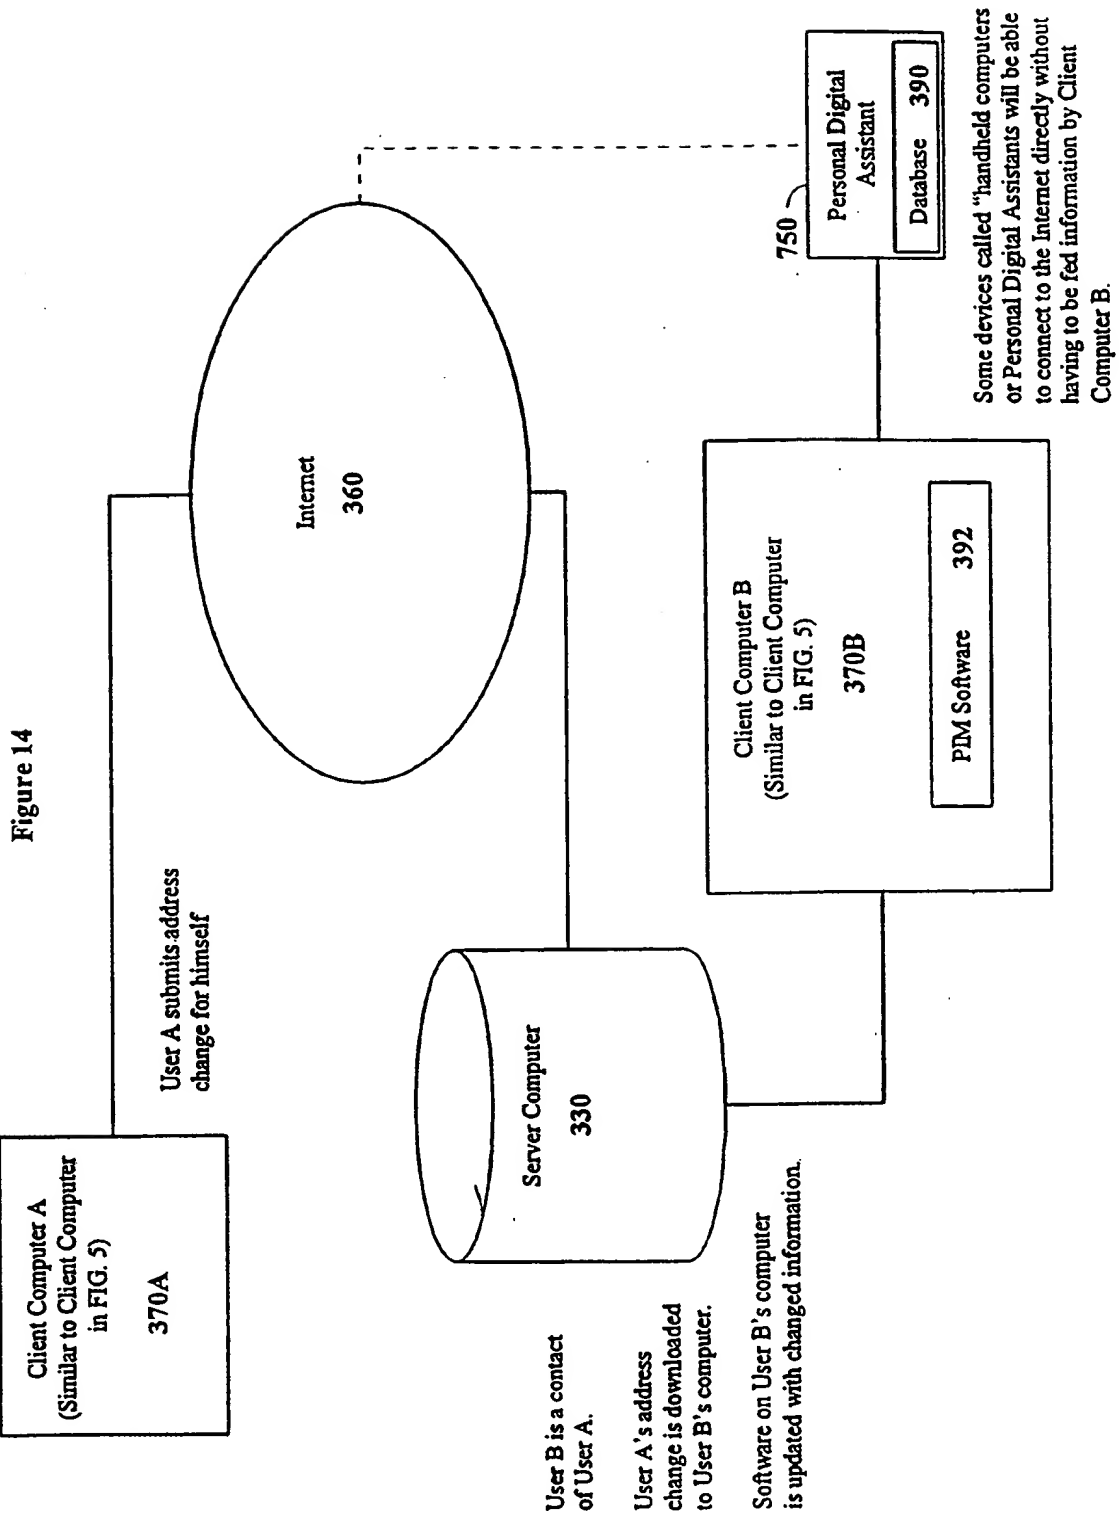 Figure 14
Client Computer A
(Similar to Client Computer
in FIG. 5)
370A
User A submits address
change for himself
Internet
360
Server Computer
330
User B is a contact
of User A.
User A's address
change is downloaded
to User B's computer.
Software on User B's computer
is updated with changed information.
Client Computer B
(Similar to Client Computer
in FIG. 5)
370B
PIM Software 392
750
Personal Digital
Assistant
Database 390
Some devices called "handheld computers
or Personal Digital Assistants will be able
to connect to the Internet directly without
having to be fed information by Client
Computer B.